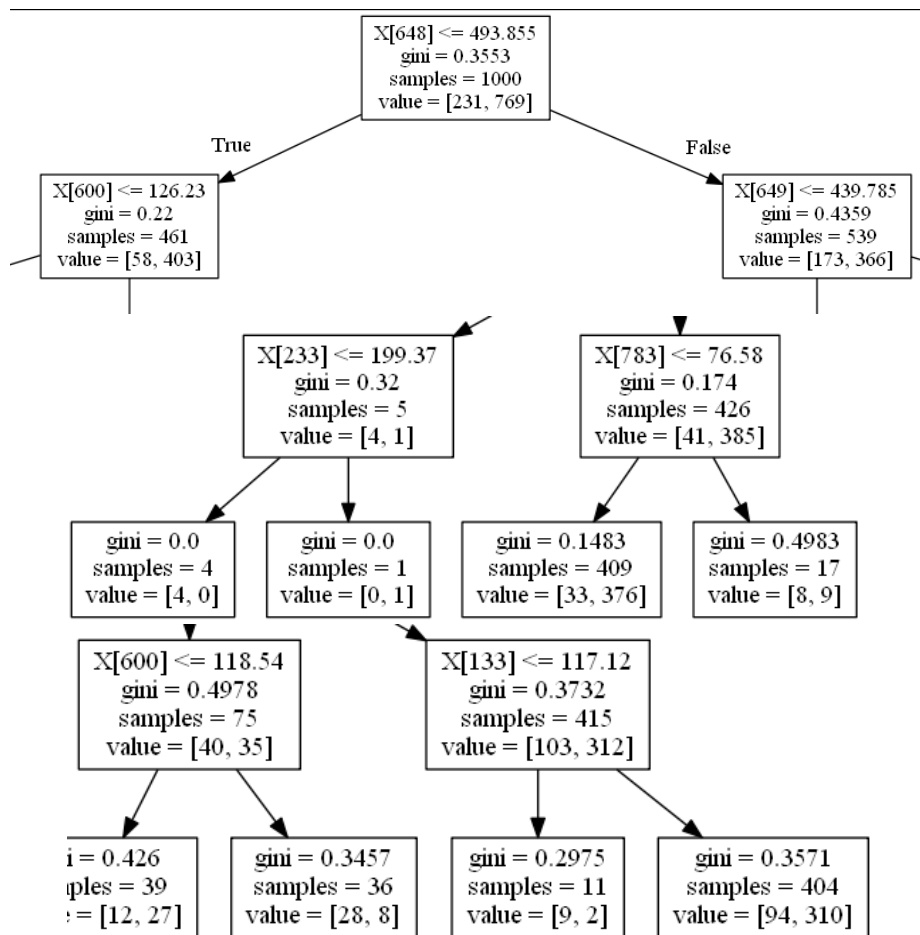 X[648] <= 493.855
gini = 0.3553
samples = 1000
value = [231, 769]
True
False
X[600] <= 126.23
gini = 0.22
samples = 461
value = [58, 403]
X[649] <= 439.785
gini = 0.4359
samples = 539
value = [173, 366]
X[233] <= 199.37
gini = 0.32
samples = 5
value = [4, 1]
X[783] <= 76.58
gini = 0.174
samples = 426
value = [41, 385]
gini = 0.0
samples = 4
value = [4, 0]
gini = 0.0
samples = 1
value = [0, 1]
gini = 0.1483
samples = 409
value = [33, 376]
gini = 0.4983
samples = 17
value = [8, 9]
X[600] <= 118.54
gini = 0.4978
samples = 75
value = [40, 35]
X[133] <= 117.12
gini = 0.3732
samples = 415
value = [103, 312]
i = 0.426
ples = 39
= [12, 27]
gini = 0.3457
samples = 36
value = [28, 8]
gini = 0.2975
samples = 11
value = [9, 2]
gini = 0.3571
samples = 404
value = [94, 310]